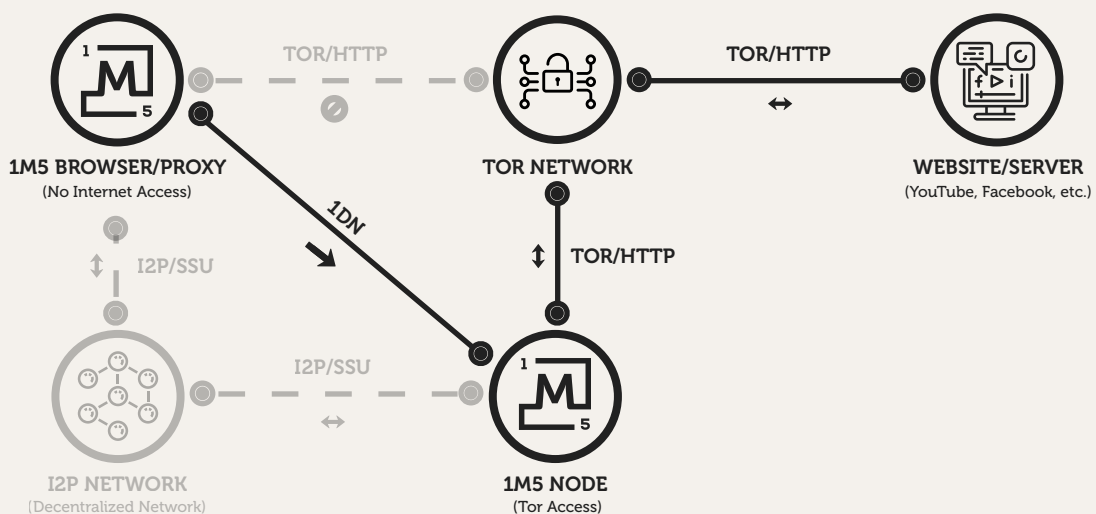 1
M
5
TOR/HTTP
TOR/HTTP
f
i
1M5 BROWSER/PROXY
(No Internet Access)
TOR NETWORK
WEBSITE/SERVER
(YouTube, Facebook, etc.)
1DN
I2P/SSU
TOR/HTTP
I2P/SSU
1
M
5
I2P NETWORK
(Decentralized Network)
1M5 NODE
(Tor Access)